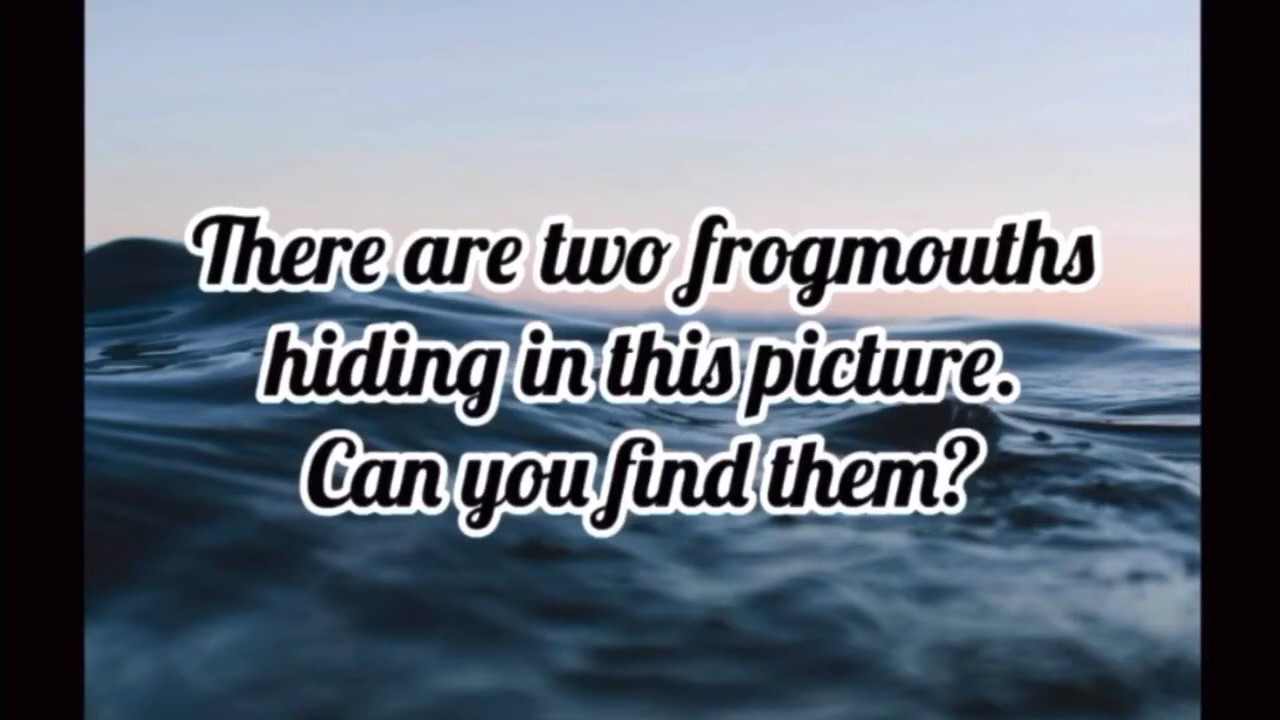 There are two frogmouths
hiding in this picture.
Can you find them?